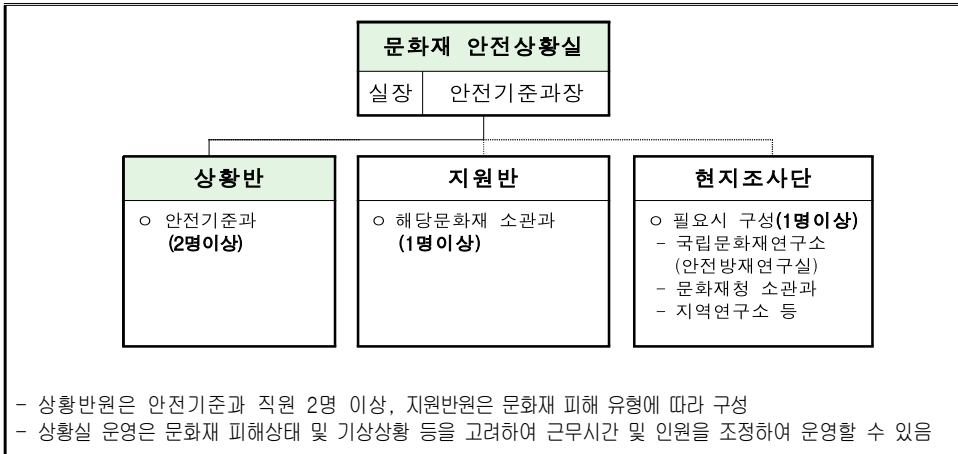 문화재 안전상황실
실장 안전기준과장
상황반
ㅇ 안전기준과
(2명이상)
지원반
ㅇ 해당문화재 소관과
(1명이상)
현지조사단
ㅇ 필요시 구성(1명이상)
- 국립문화재연구소
(안전방재연구실)
- 문화재청 소관과
- 지역연구소 등
- 상황반원은 안전기준과 직원 2명 이상, 지원반원은 문화재 피해 유형에 따라 구성
- 상황실 운영은 문화재 피해상태 및 기상상황 등을 고려하여 근무시간 및 인원을 조정하여 운영할 수 있음